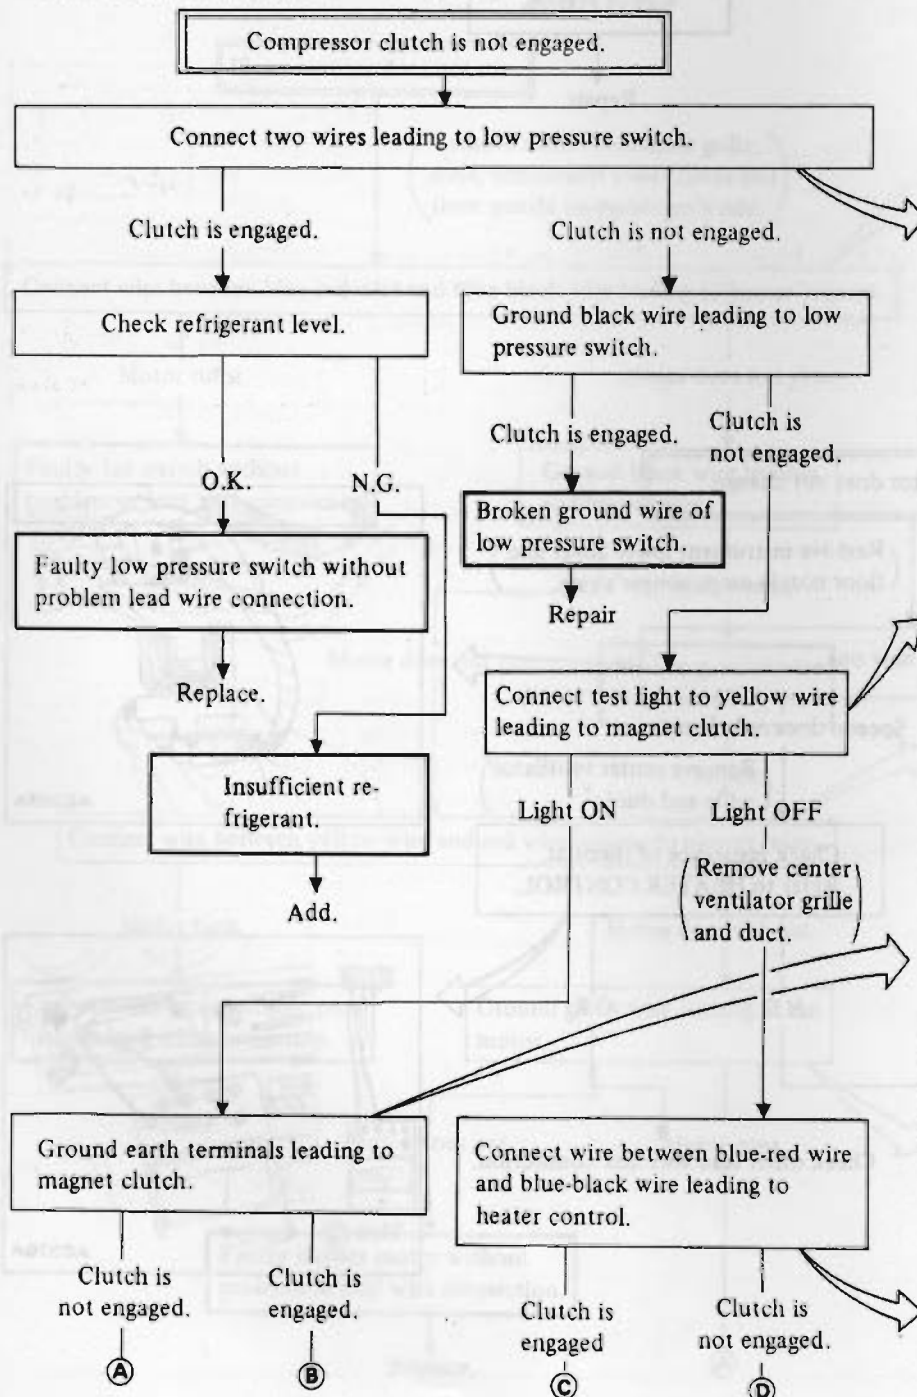 Compressor clutch is not engaged.
Connect two wires leading to low pressure switch.
Clutch is engaged.
Clutch is not engaged.
Check refrigerant level.
Ground black wire leading to low
pressure switch.
Clutch is engaged.
Clutch is
not engaged.
O.K.
N.G.
Broken ground wire of
low pressure switch.
Faulty low pressure switch without
problem lead wire connection.
Repair
Replace.
Connect test light to yellow wire
leading to magnet clutch.
Insufficient re-
frigerant.
Light ON
Light OFF
Add.
(Remove center
ventilator grille
and duct.)
Ground earth terminals leading to
magnet clutch.
Connect wire between blue-red wire
and blue-black wire leading to
heater control.
Clutch is
not engaged.
Clutch is
engaged.
Clutch is
engaged
Clutch is
not engaged.
A
B
C
D